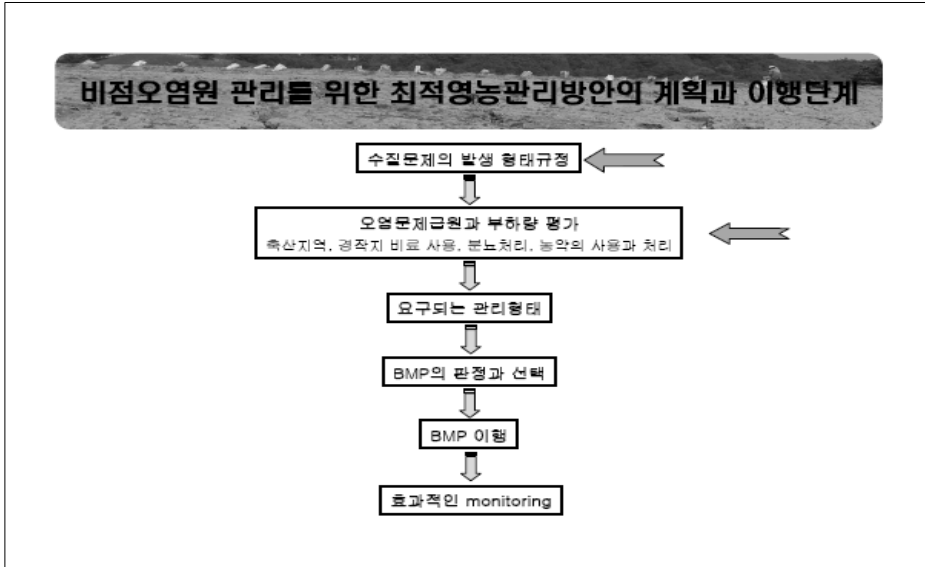 비점오염원 관리를 위한 최적영농관리방안의 계획과 이행단계
수질문제의 발생 형태규정
오염문제급원과 부하량 평가
축산지역, 경작지 비료 사용, 분뇨처리, 농약의 사용과 처리
요구되는 관리형태
BMP의 판정과 선택
BMP 이행
효과적인 monitoring